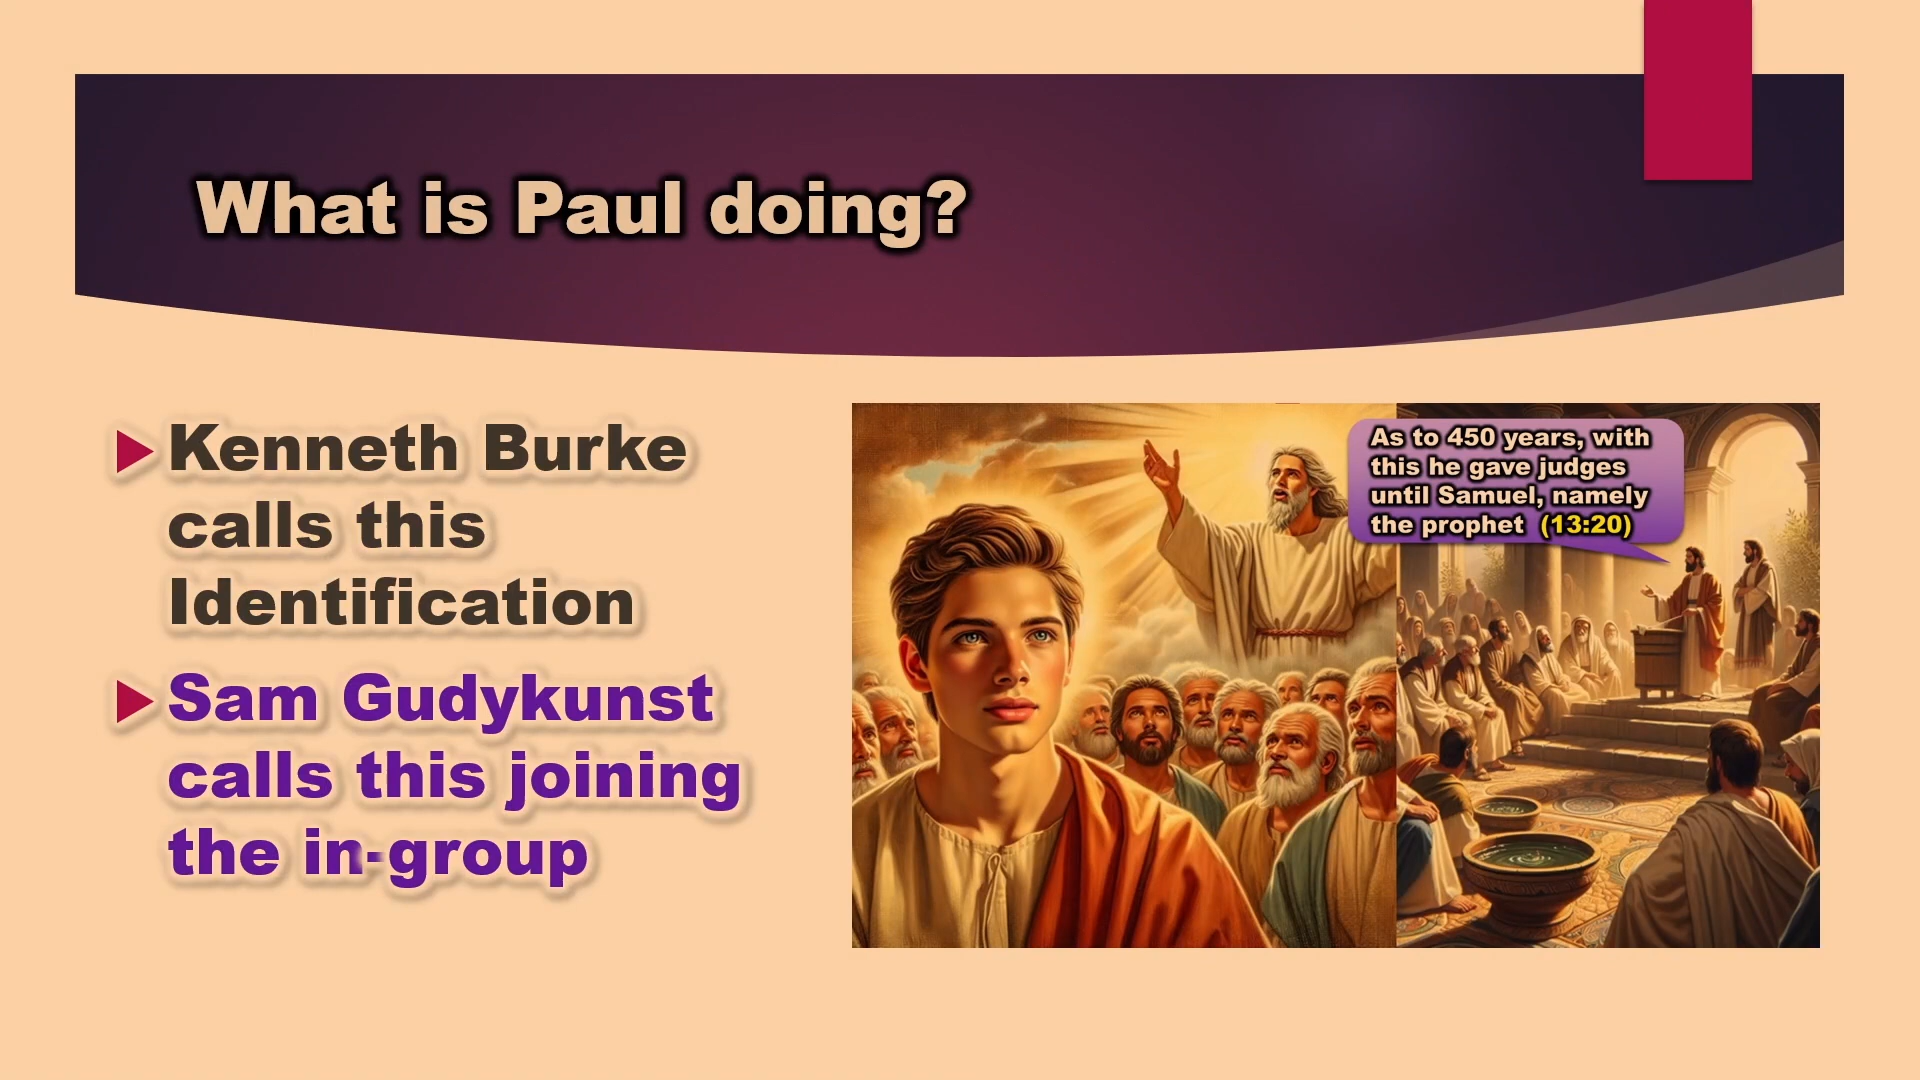 What is Paul doing?
Kenneth Burke
calls this
Identification
Sam Gudykunst
calls this joining
the in-group
As to 450 years, with
this he gave judges
until Samuel, namely
the prophet (13:20)